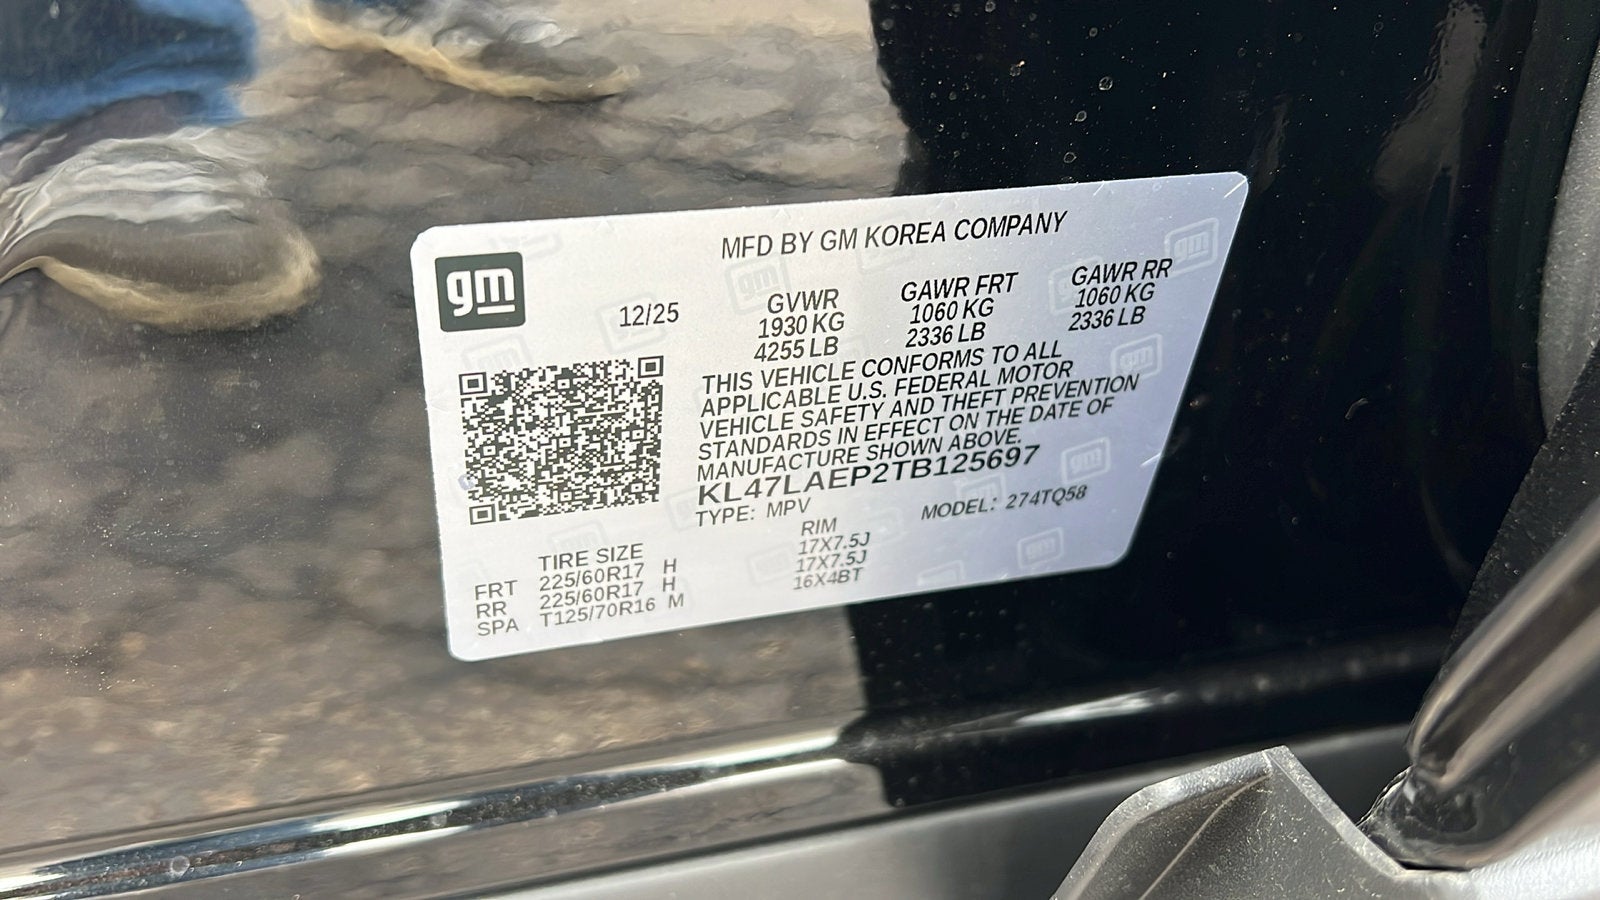 gm
MFD BY GM KOREA COMPANY
12/25
GVWR GAWR FRT GAWR RR
1930 KG 1060 KG 1060 KG
4255 LB 2336 LB 2336 LB
THIS VEHICLE CONFORMS TO ALL
APPLICABLE U.S. FEDERAL MOTOR
VEHICLE SAFETY AND THEFT PREVENTION
STANDARDS IN EFFECT ON THE DATE OF
MANUFACTURE SHOWN ABOVE.
KL47LAEP2TB125697
TYPE: MPV MODEL: 274TQ58
TIRE SIZE RIM
FRT 225/60R17 H 17X7.5J
RR 225/60R17 H 17X7.5J
SPA T125/70R16 M 16X4BT